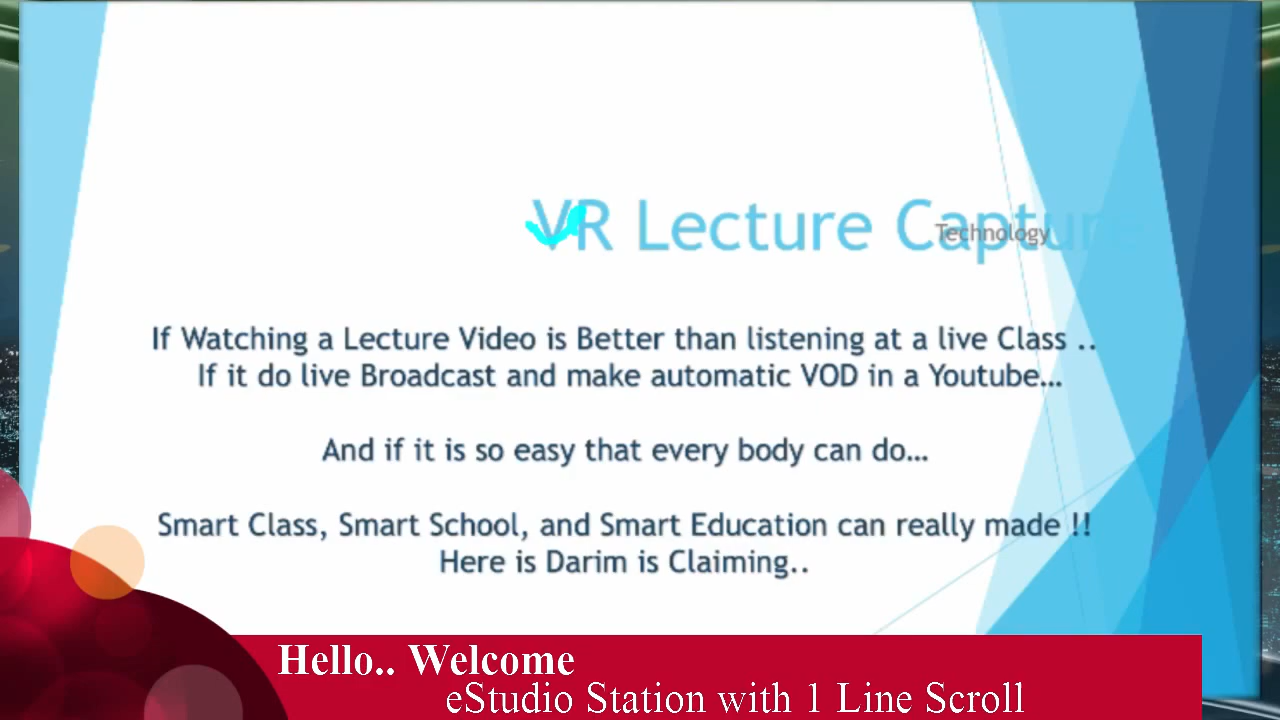 VR Lecture Capture
Technology
If Watching a Lecture Video is Better than listening at a live Class ..
If it do live Broadcast and make automatic VOD in a Youtube…
And if it is so easy that every body can do…
Smart Class, Smart School, and Smart Education can really made !!
Here is Darim is Claiming..
Hello.. Welcome
eStudio Station with 1 Line Scroll